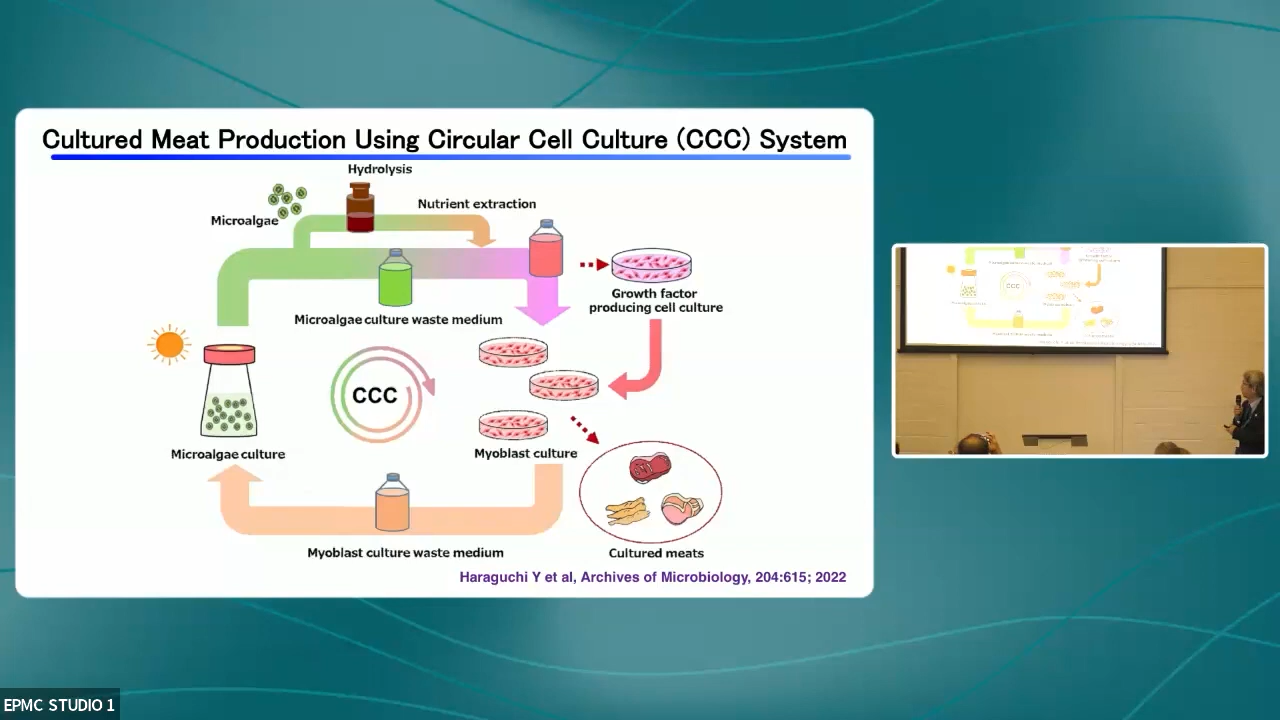 Cultured Meat Production Using Circular Cell Culture (CCC) System
Hydrolysis
Microalgae
Nutrient extraction
Growth factor
producing cell culture
Microalgae culture waste medium
CCC
Microalgae culture
Myoblast culture
Myoblast culture waste medium
Cultured meats
Haraguchi Y et al, Archives of Microbiology, 204:615; 2022
CCC
EPMC STUDIO 1